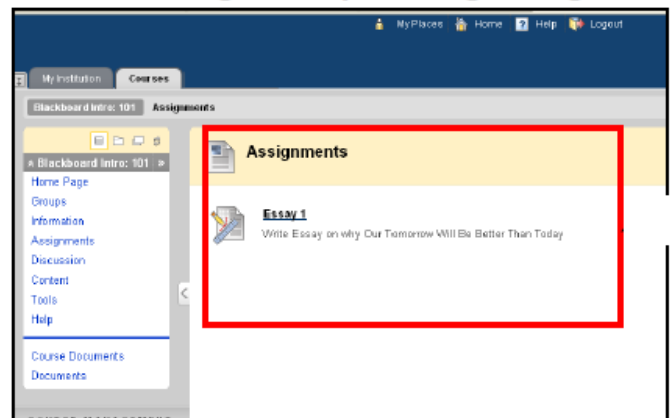 My Places Home ? Help Logout
My Institution Courses
Blackboard Intro: 101 Assignments
Blackboard Intro: 101
Home Page
Groups
Information
Assignments
Discussion
Content
Tools
Help
Course Documents
Documents
Assignments
Essay 1
Write Essay on why Our Tomorrow Will Be Better Than Today